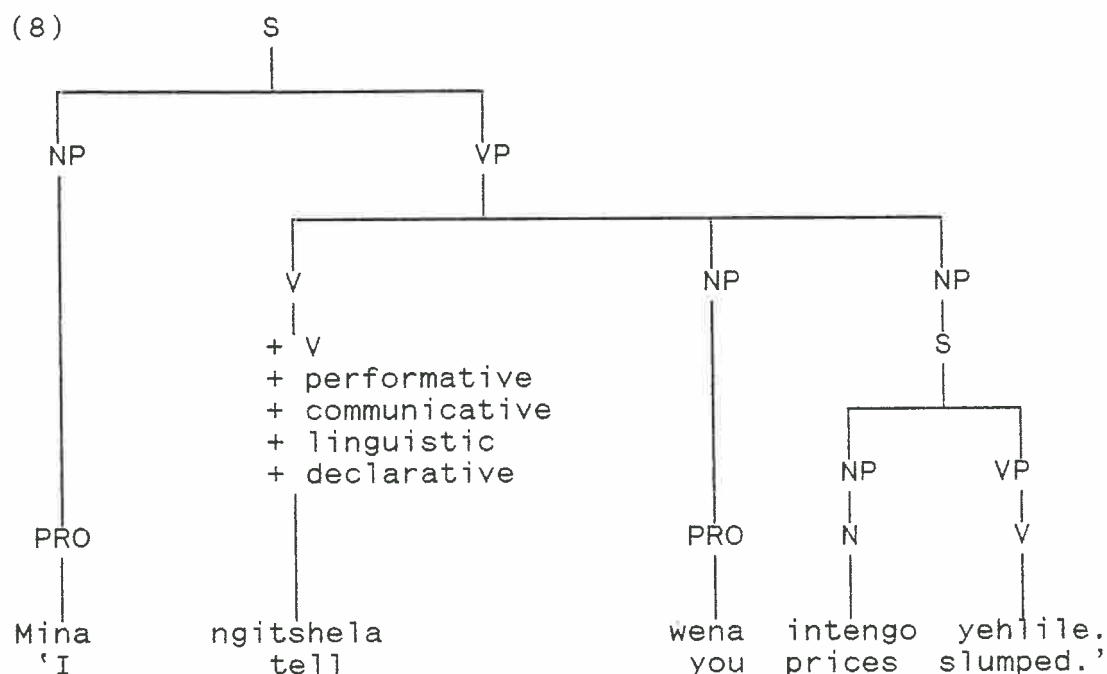 (8) S
NP VP
V NP NP
+ V S
+ performative
+ communicative
+ linguistic
+ declarative NP VP
PRO PRO N V
Mina ngitshela wena intengo yehlile.
‘I tell you prices slumped.’